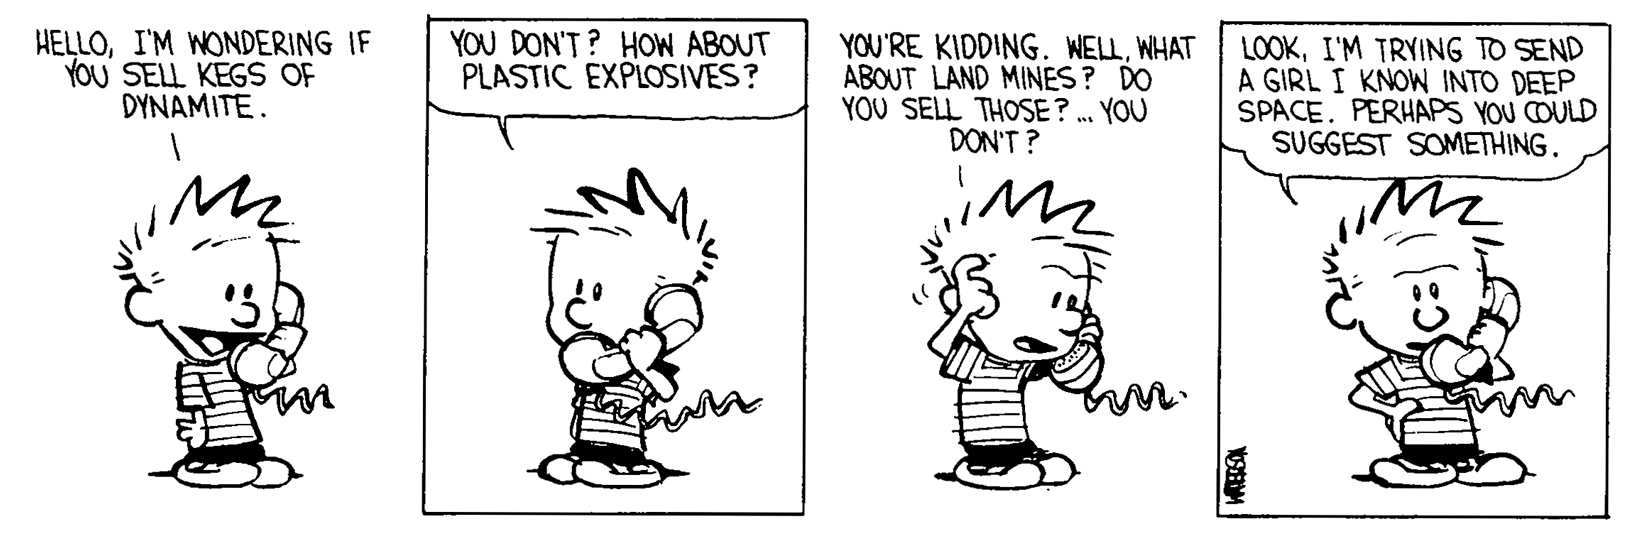 HELLO, I'M WONDERING IF
YOU SELL KEGS OF
DYNAMITE.
YOU DON'T? HOW ABOUT
PLASTIC EXPLOSIVES?
YOU'RE KIDDING. WELL, WHAT
ABOUT LAND MINES? DO
YOU SELL THOSE?... YOU
DON'T?
LOOK, I'M TRYING TO SEND
A GIRL I KNOW INTO DEEP
SPACE. PERHAPS YOU COULD
SUGGEST SOMETHING.
WATTERSON